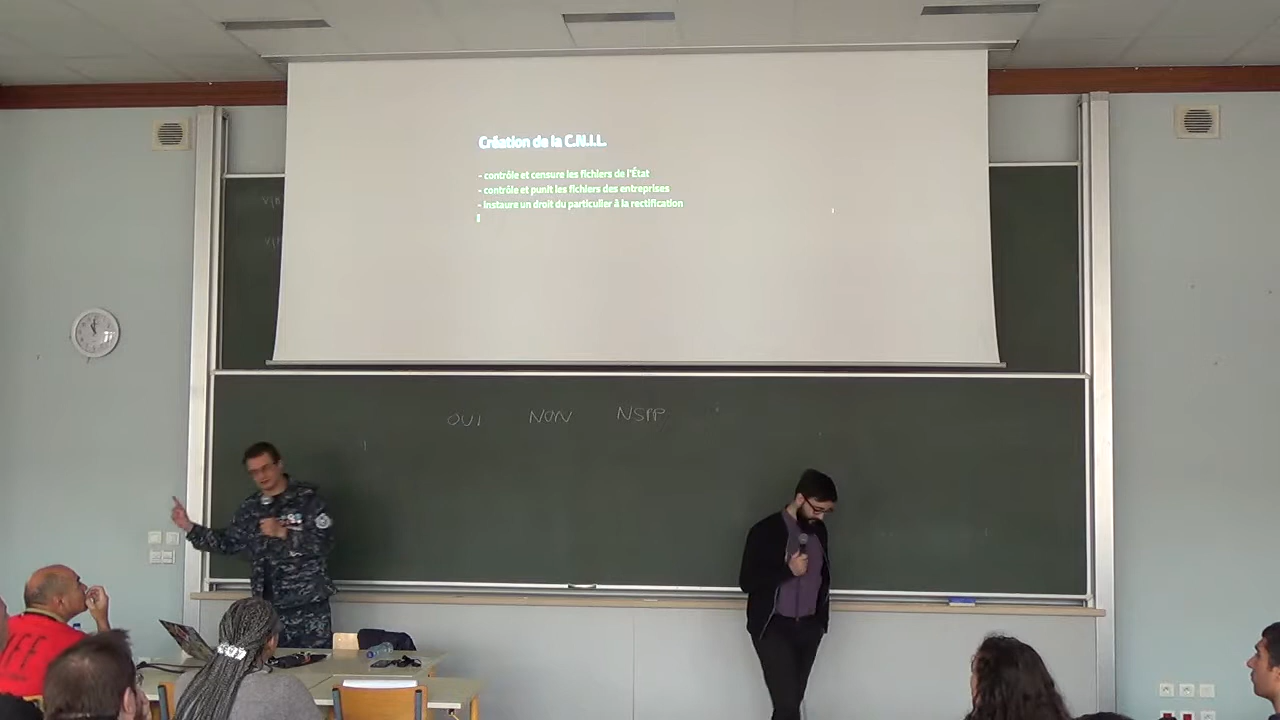 Création de la C.N.I.L.
- contrôle et censure les fichiers de l'État
- contrôle et punit les fichiers des entreprises
- instaure un droit du particulier à la rectification
OUI NON NSPP